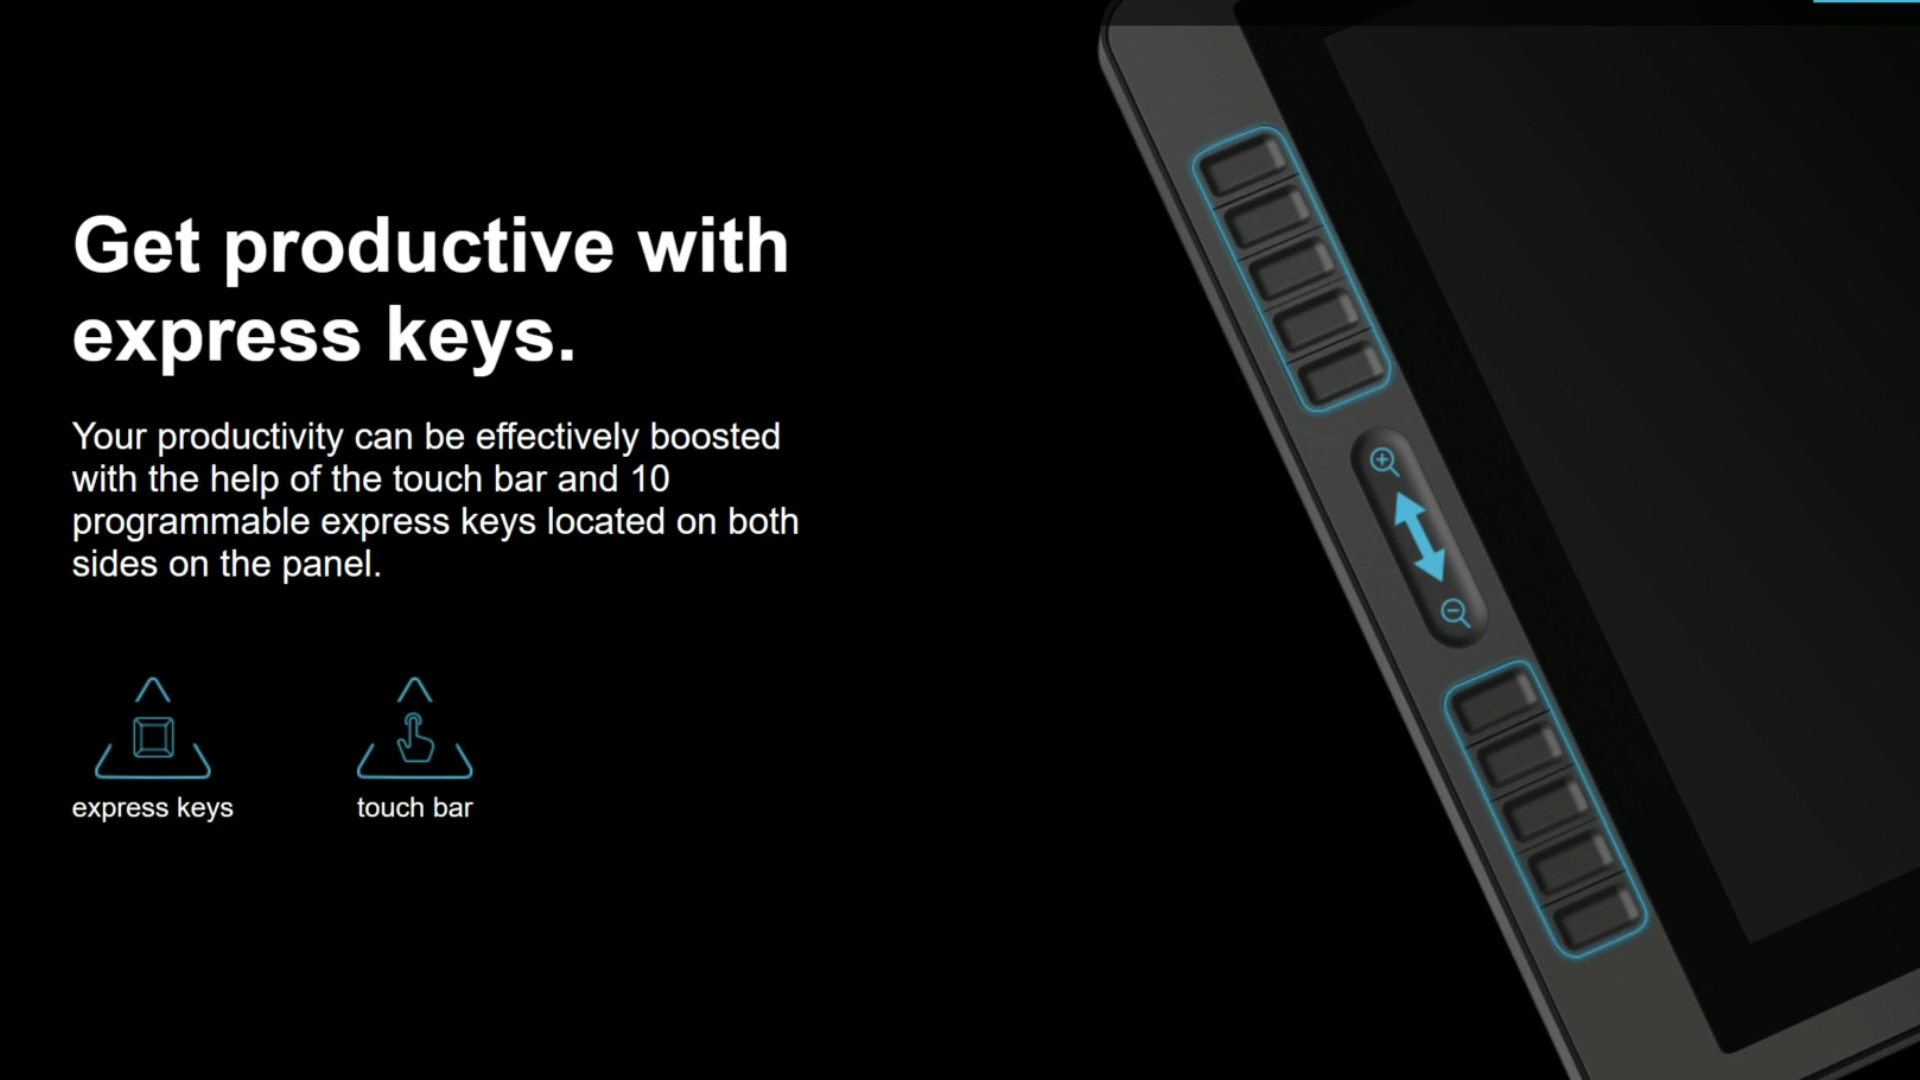 Get productive with
express keys.
Your productivity can be effectively boosted
with the help of the touch bar and 10
programmable express keys located on both
sides on the panel.
express keys
touch bar